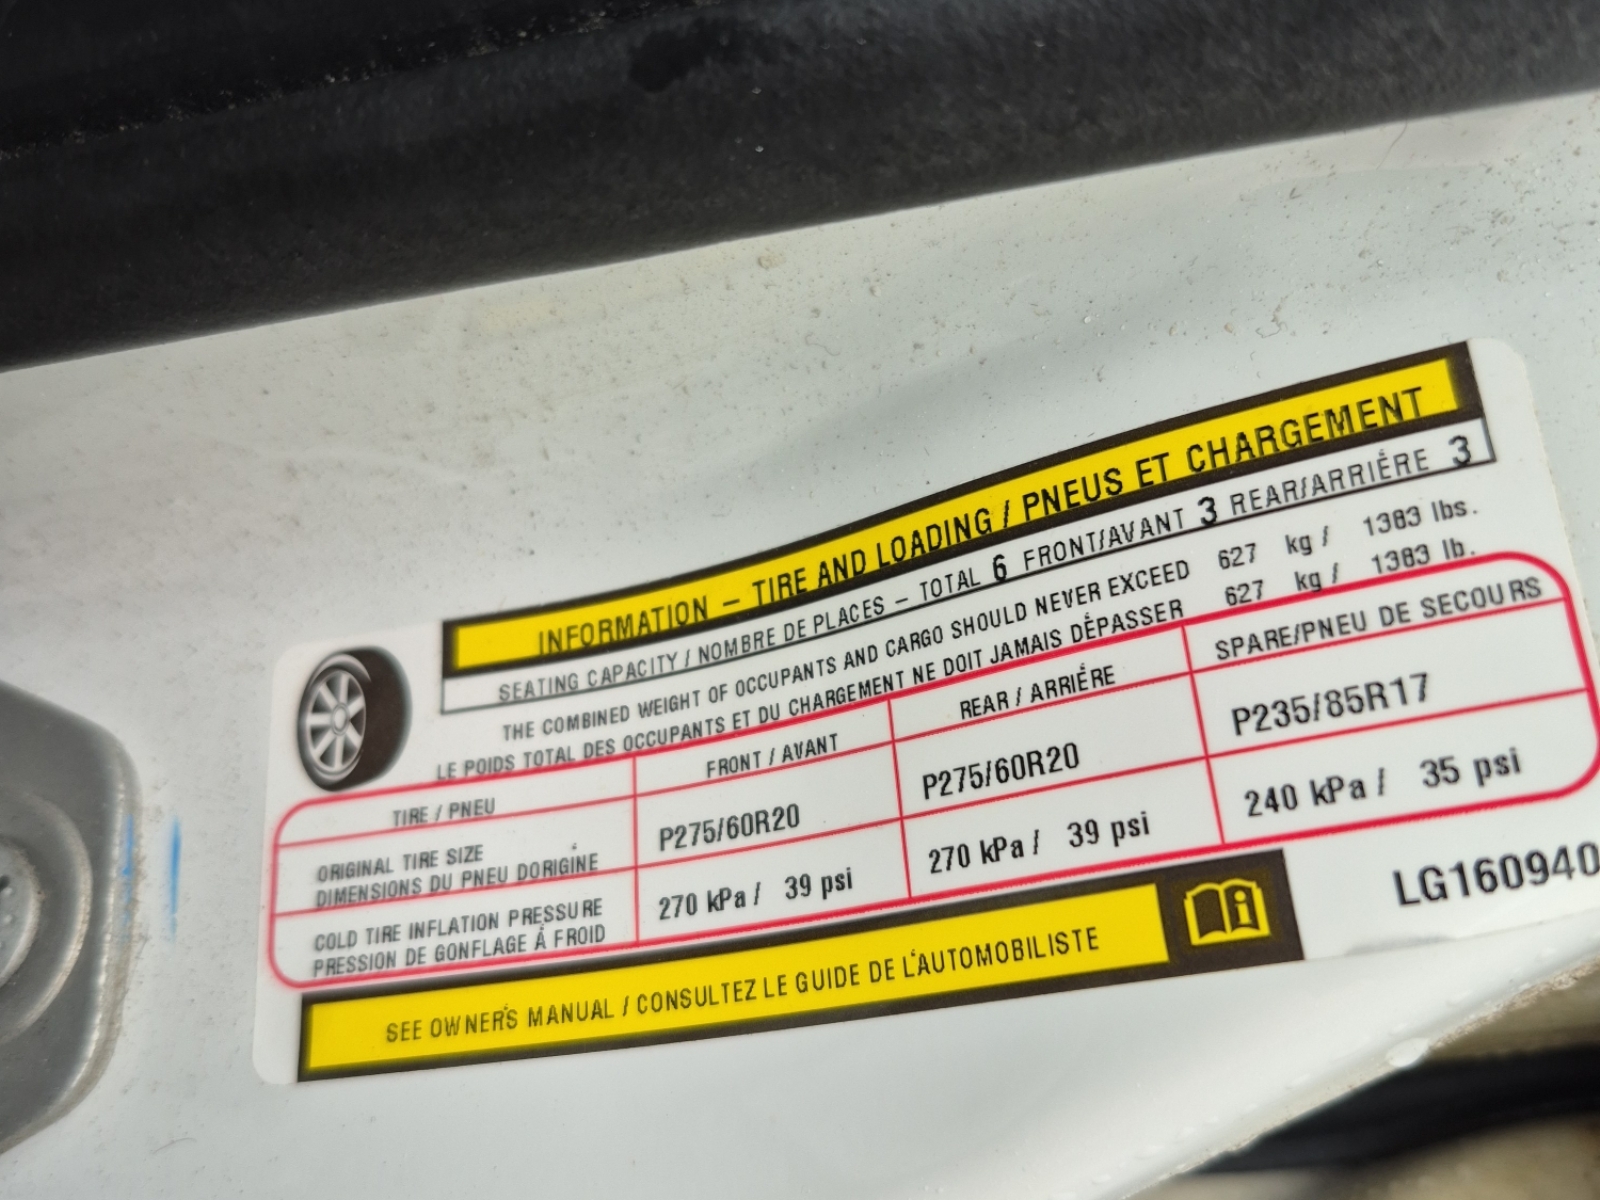 INFORMATION – TIRE AND LOADING / PNEUS ET CHARGEMENT
SEATING CAPACITY / NOMBRE DE PLACES – TOTAL 6 FRONT/AVANT 3 REAR/ARRIÈRE 3
THE COMBINED WEIGHT OF OCCUPANTS AND CARGO SHOULD NEVER EXCEED 627 kg / 1383 lbs.
LE POIDS TOTAL DES OCCUPANTS ET DU CHARGEMENT NE DOIT JAMAIS DÉPASSER 627 kg / 1383 lb.
TIRE / PNEU FRONT / AVANT REAR / ARRIÈRE SPARE/PNEU DE SECOURS
ORIGINAL TIRE SIZE
DIMENSIONS DU PNEU DORIGINE P275/60R20 P275/60R20 P235/85R17
COLD TIRE INFLATION PRESSURE
PRESSION DE GONFLAGE À FROID 270 kPa / 39 psi 270 kPa / 39 psi 240 kPa / 35 psi
SEE OWNER'S MANUAL / CONSULTEZ LE GUIDE DE L'AUTOMOBILISTE
LG160940